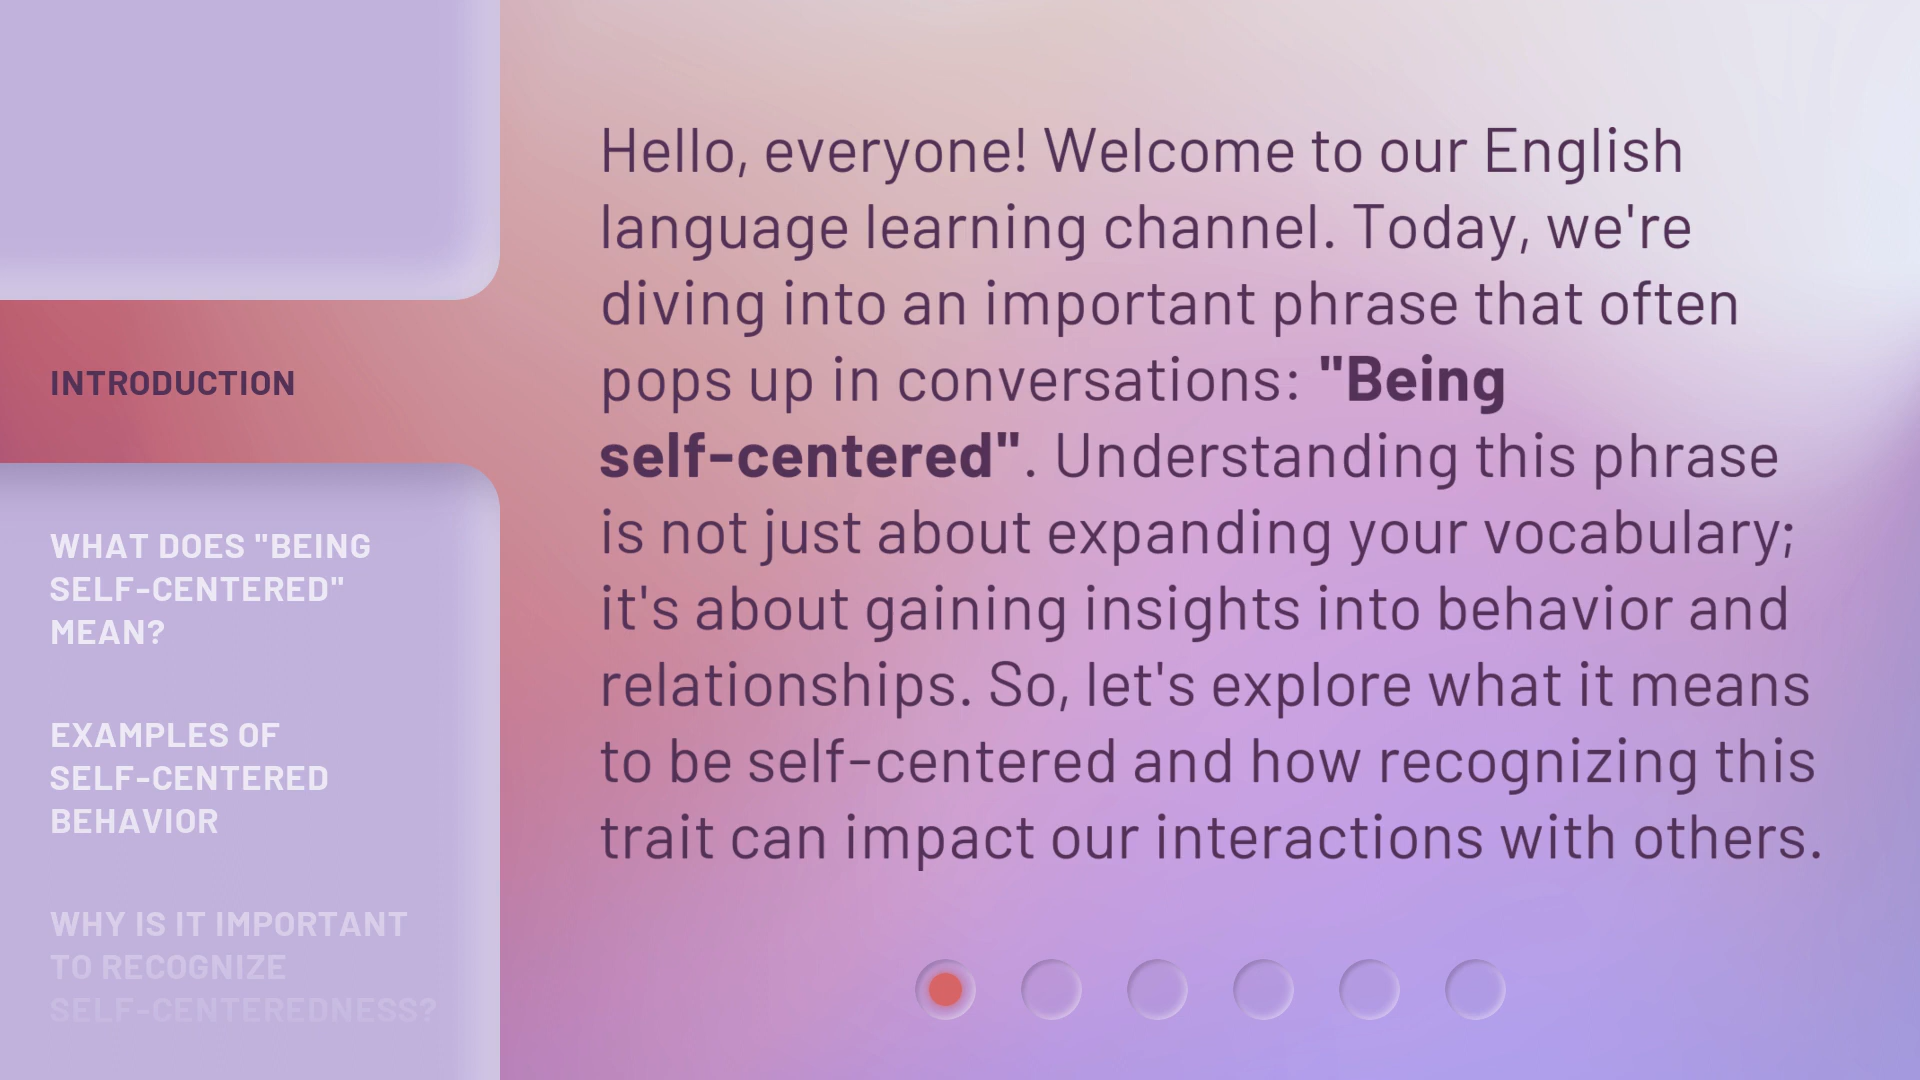 INTRODUCTION
WHAT DOES "BEING
SELF-CENTERED"
MEAN?
EXAMPLES OF
SELF-CENTERED
BEHAVIOR
WHY IS IT IMPORTANT
TO RECOGNIZE
SELF-CENTEREDNESS?
Hello, everyone! Welcome to our English
language learning channel. Today, we're
diving into an important phrase that often
pops up in conversations: "Being
self-centered". Understanding this phrase
is not just about expanding your vocabulary;
it's about gaining insights into behavior and
relationships. So, let's explore what it means
to be self-centered and how recognizing this
trait can impact our interactions with others.